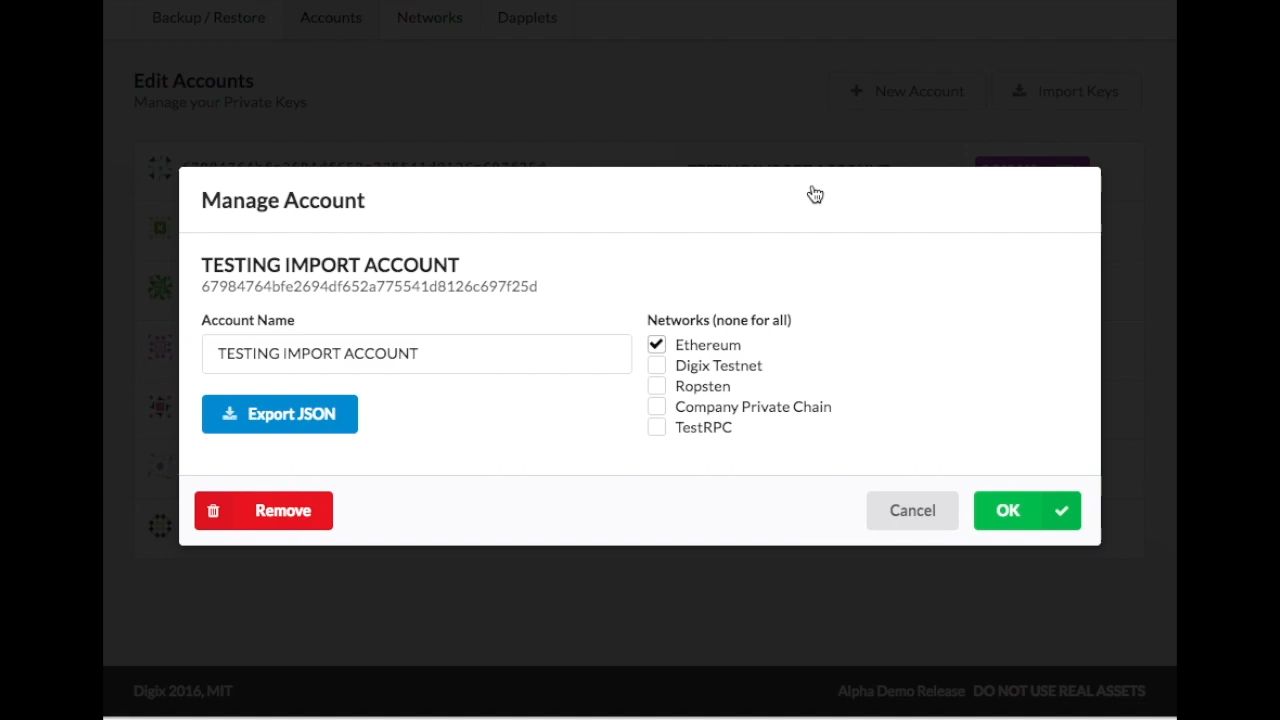 Backup / Restore Accounts Networks Dapplets
Edit Accounts
Manage your Private Keys
New Account Import Keys
Manage Account
TESTING IMPORT ACCOUNT
67984764bfe2694df652a775541d8126c697f25d
Account Name
TESTING IMPORT ACCOUNT
Export JSON
Networks (none for all)
Ethereum
Digix Testnet
Ropsten
Company Private Chain
TestRPC
Remove
Cancel
OK
Digix 2016, MIT
Alpha Demo Release DO NOT USE REAL ASSETS